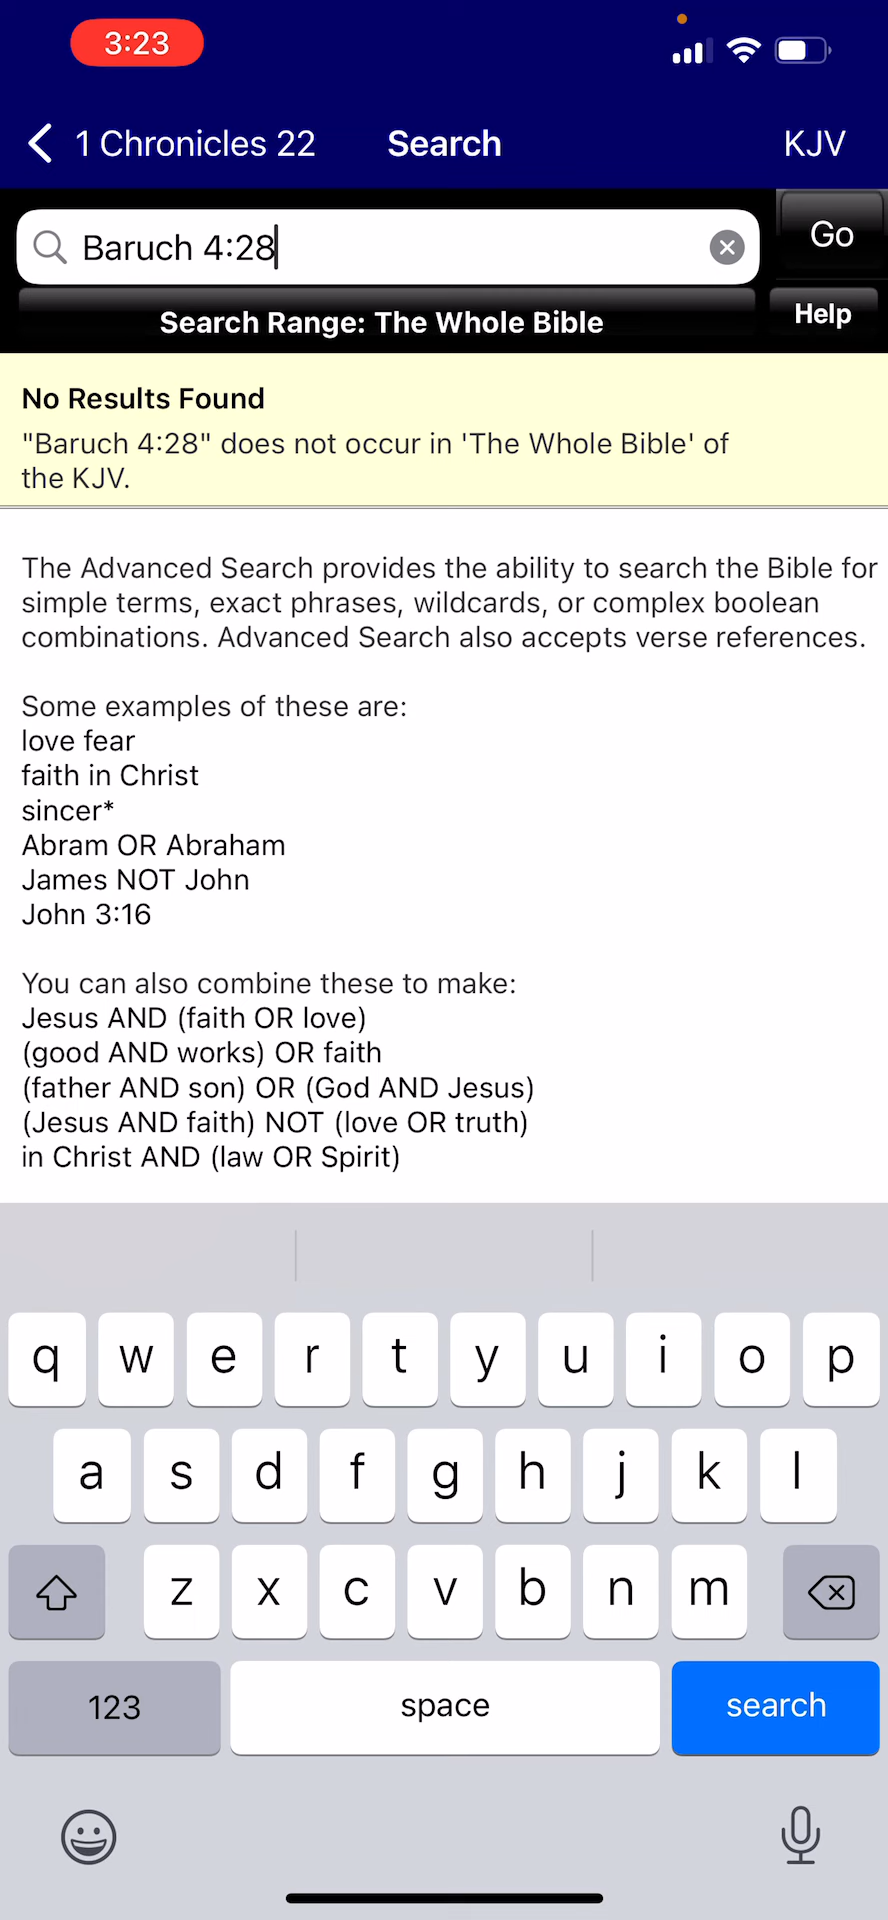 3:23
1 Chronicles 22 Search KJV
Baruch 4:28 Go
Search Range: The Whole Bible Help
No Results Found
"Baruch 4:28" does not occur in 'The Whole Bible' of
the KJV.
The Advanced Search provides the ability to search the Bible for
simple terms, exact phrases, wildcards, or complex boolean
combinations. Advanced Search also accepts verse references.
Some examples of these are:
love fear
faith in Christ
sincer*
Abram OR Abraham
James NOT John
John 3:16
You can also combine these to make:
Jesus AND (faith OR love)
(good AND works) OR faith
(father AND son) OR (God AND Jesus)
(Jesus AND faith) NOT (love OR truth)
in Christ AND (law OR Spirit)
q w e r t y u i o p
a s d f g h j k l
z x c v b n m
123 space search